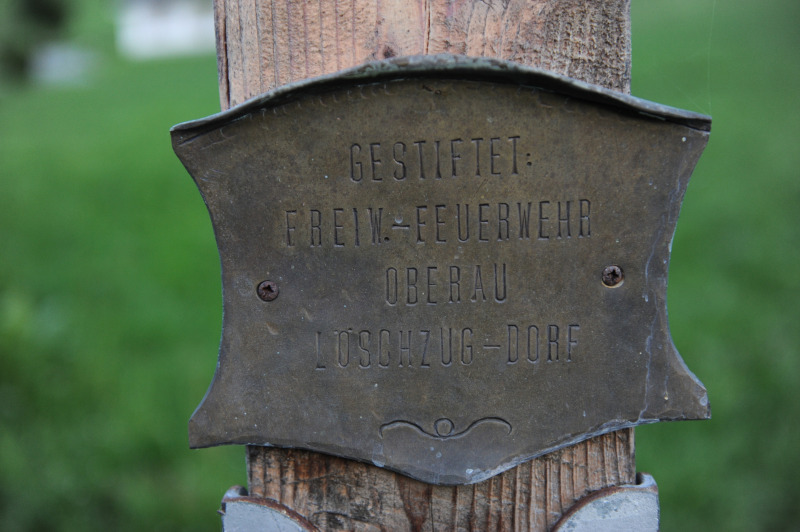 GESTIFTET:
FREIW.-FEUERWEHR
OBERAU
LÖSCHZUG-DORF